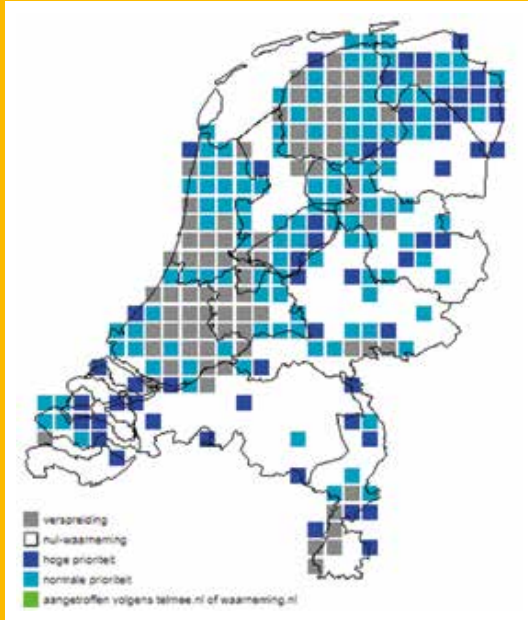 verspreiding
nul-waarneming
hoge prioriteit
normale prioriteit
aangetroffen volgens telmee.nl of waarneming.nl